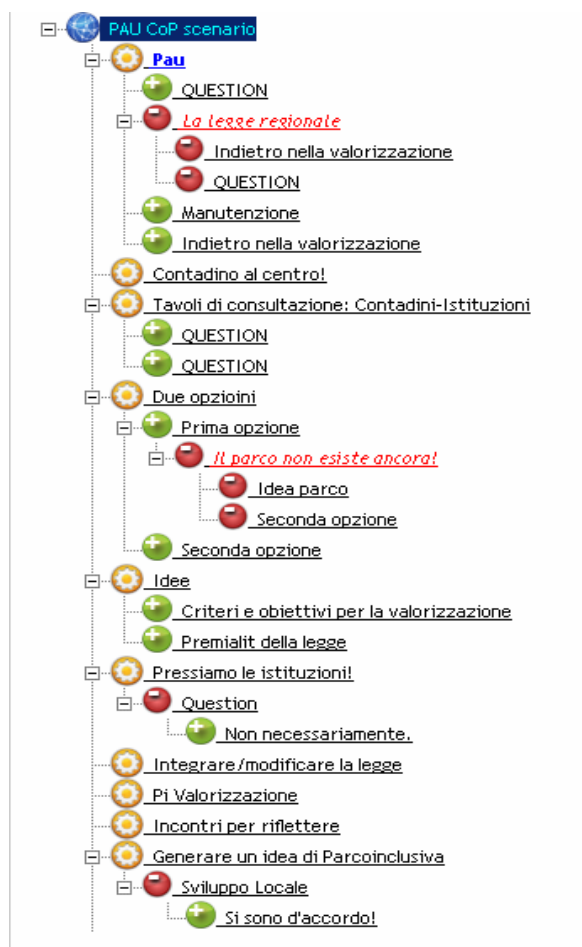 PAU CoP scenario
Pau
QUESTION
La legge regionale
Indietro nella valorizzazione
QUESTION
Manutenzione
Indietro nella valorizzazione
Contadino al centro!
Tavoli di consultazione: Contadini-Istituzioni
QUESTION
QUESTION
Due opzioini
Prima opzione
Il parco non esiste ancora!
Idea parco
Seconda opzione
Seconda opzione
Idee
Criteri e obiettivi per la valorizzazione
Premialit della legge
Pressiamo le istituzioni!
Question
Non necessariamente.
Integrare/modificare la legge
Pi Valorizzazione
Incontri per riflettere
Generare un idea di Parcoinclusiva
Sviluppo Locale
Si sono d'accordo!